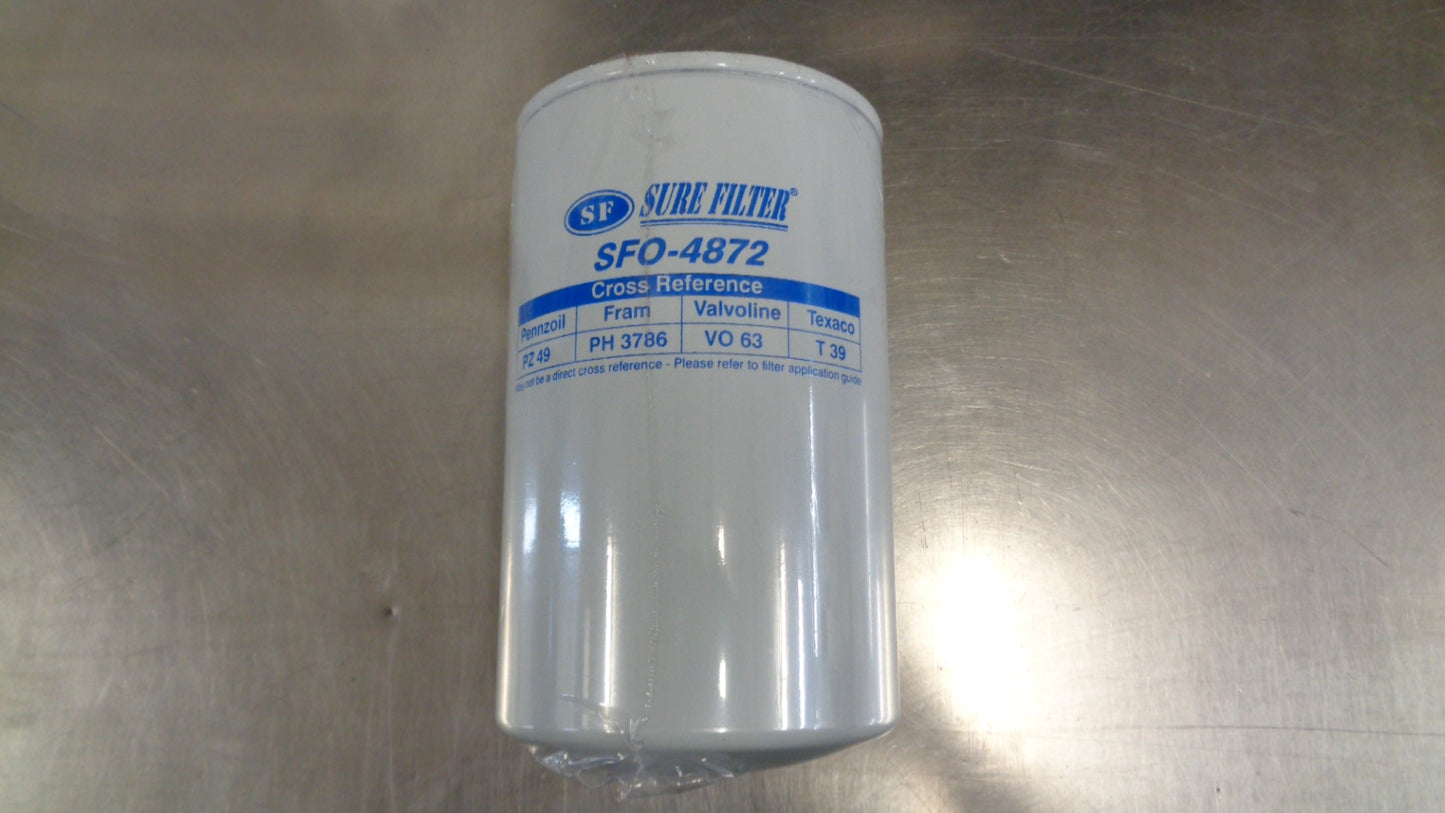 SF SURE FILTER®
SFO-4872
Cross Reference
Pennzoil Fram Valvoline Texaco
PZ 49 PH 3786 VO 63 T 39
May not be a direct cross reference - Please refer to filter application guide